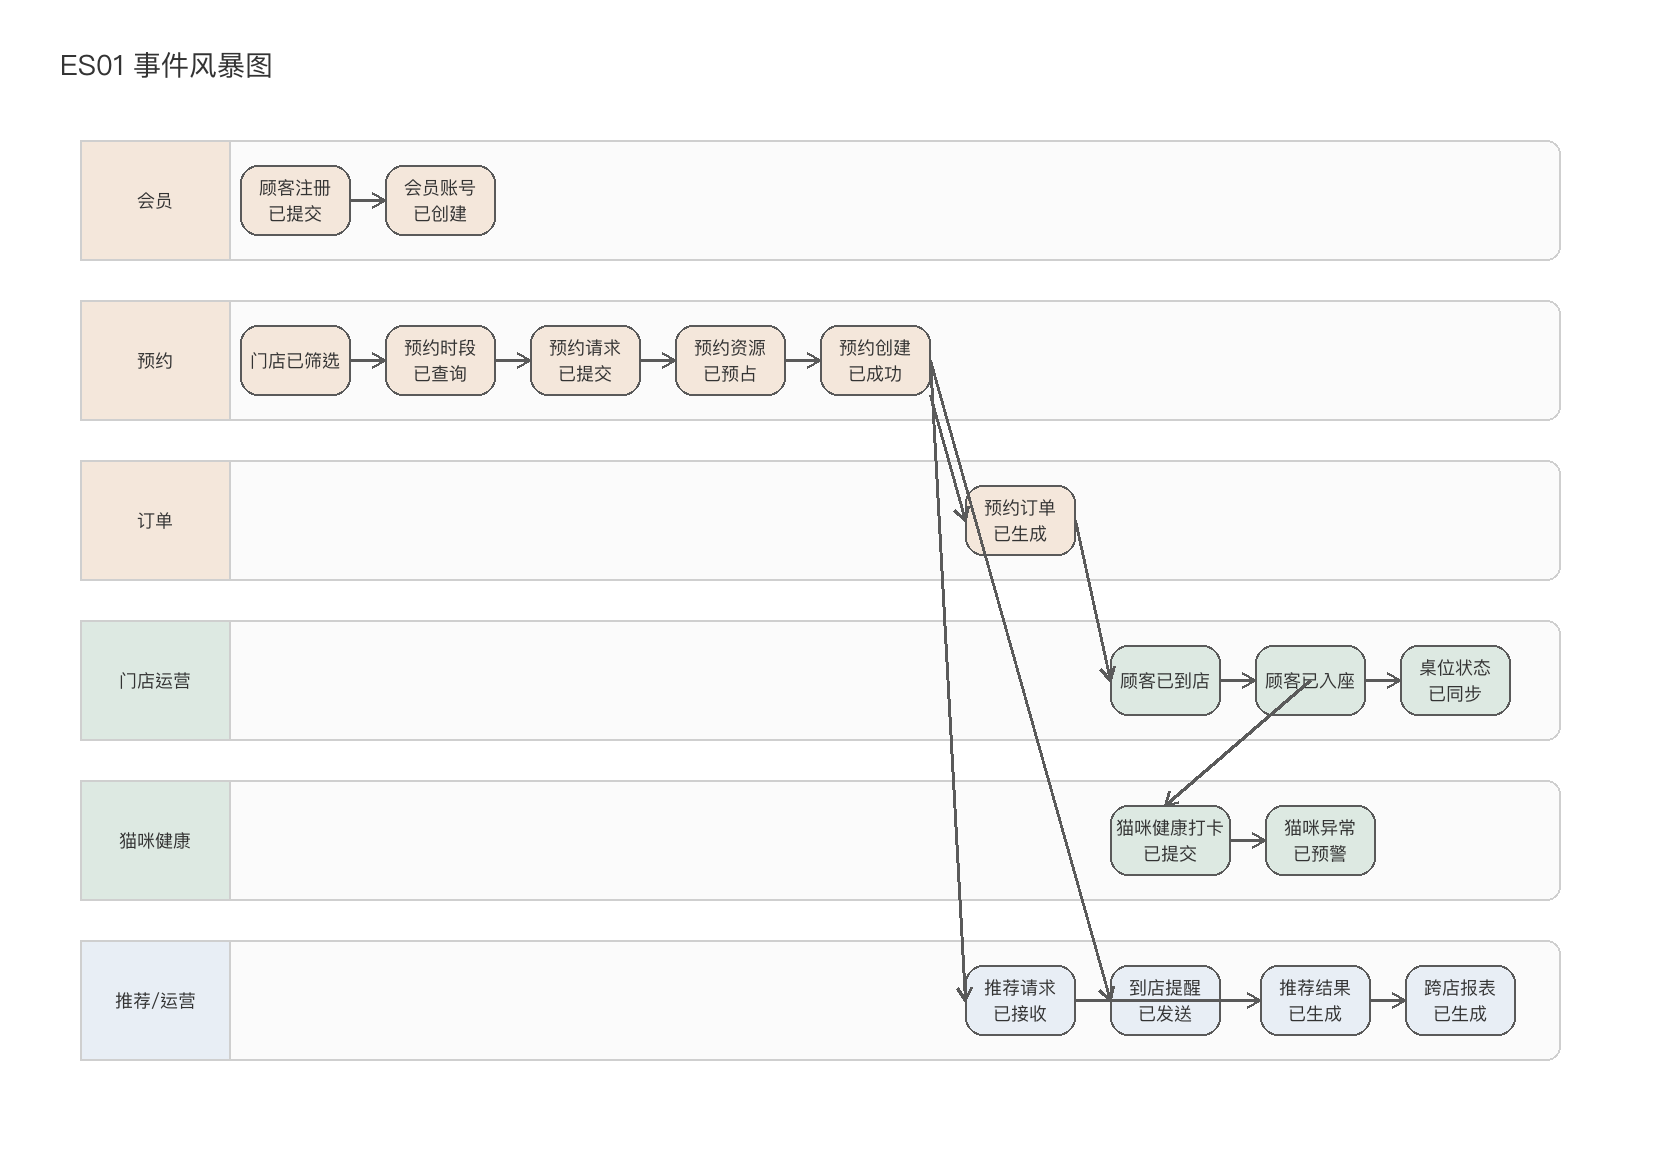 ES01 事件风暴图
会员
顾客注册
已提交
会员账号
已创建
预约
门店已筛选
预约时段
已查询
预约请求
已提交
预约资源
已预占
预约创建
已成功
订单
预约订单
已生成
门店运营
顾客已到店
顾客已入座
桌位状态
已同步
猫咪健康
猫咪健康打卡
已提交
猫咪异常
已预警
推荐/运营
推荐请求
已接收
到店提醒
已发送
推荐结果
已生成
跨店报表
已生成